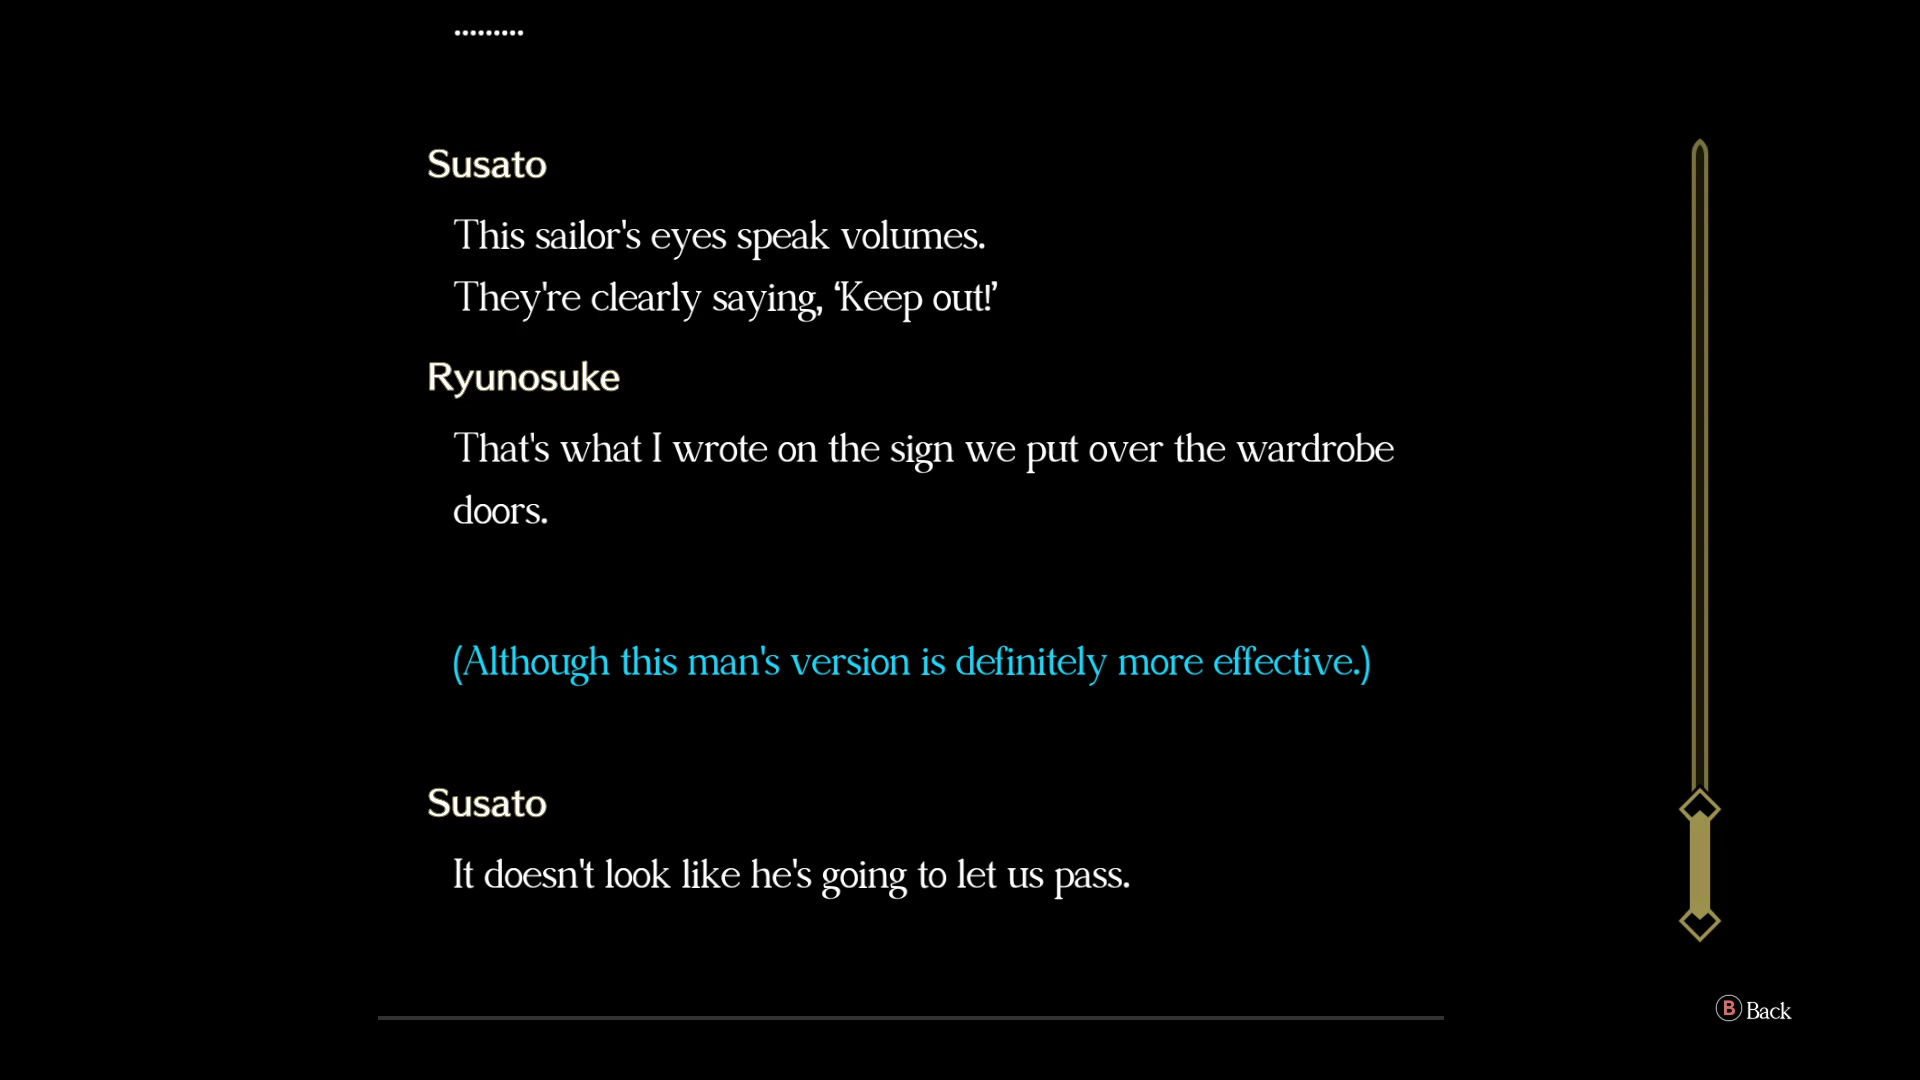 .........
Susato
This sailor's eyes speak volumes.
They're clearly saying, ‘Keep out!’
Ryunosuke
That's what I wrote on the sign we put over the wardrobe
doors.
(Although this man's version is definitely more effective.)
Susato
It doesn't look like he's going to let us pass.
B Back